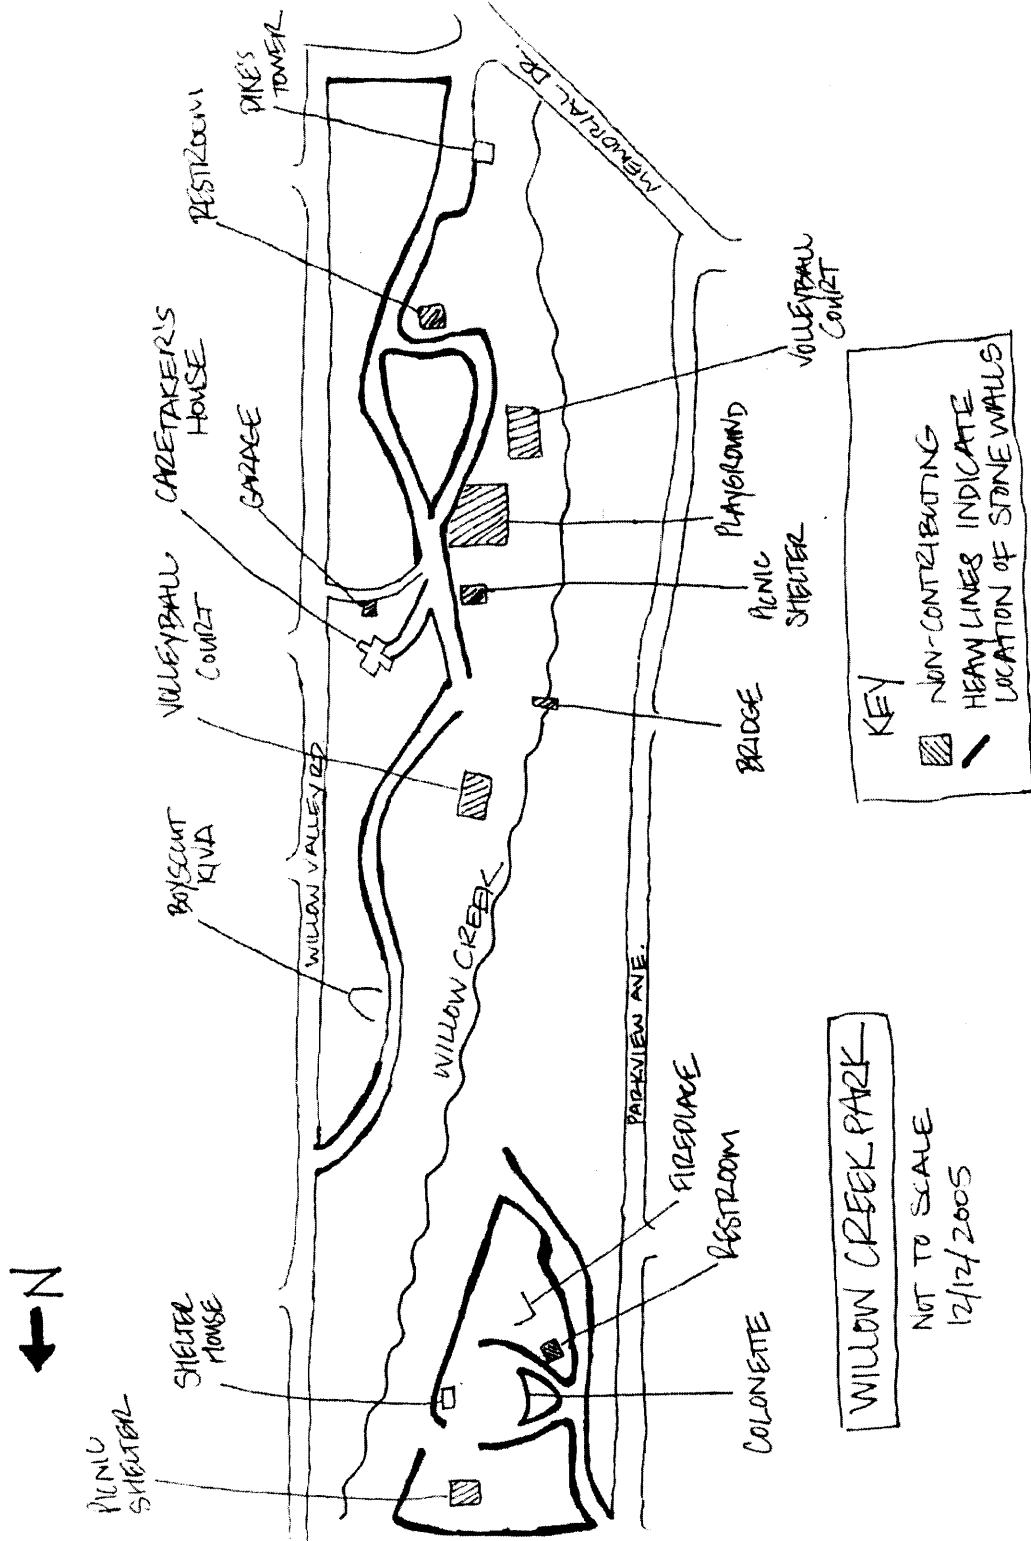 N
PICNIC
SHELTER
SHELTER
HOUSE
BOYSCOUT
KIVA
VOLLEYBALL
COURT
CARETAKER'S
HOUSE
GARAGE
RESTROOM
PIKE'S
TOWER
WILLOW VALLEY RD
WILLOW CREEK
MEMORIAL DR.
PARKVIEW AVE.
COLONETTE
RESTROOM
FIREPLACE
BRIDGE
PICNIC
SHELTER
PLAYGROUND
VOLLEYBALL
COURT
WILLOW CREEK PARK
NOT TO SCALE
12/12/2005
KEY
NON-CONTRIBUTING
HEAVY LINES INDICATE
LOCATION OF STONE WALLS